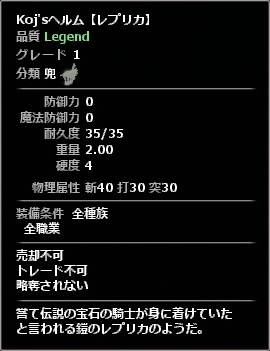 Koj'sヘルム【レプリカ】
品質 Legend
グレード 1
分類 兜
防御力 0
魔法防御力 0
耐久度 35/35
重量 2.00
硬度 4
物理属性 斬40 打30 突30
装備条件 全種族
全職業
売却不可
トレード不可
略奪されない
嘗て伝説の宝石の騎士が身に着けていた
と言われる鎧のレプリカのようだ。